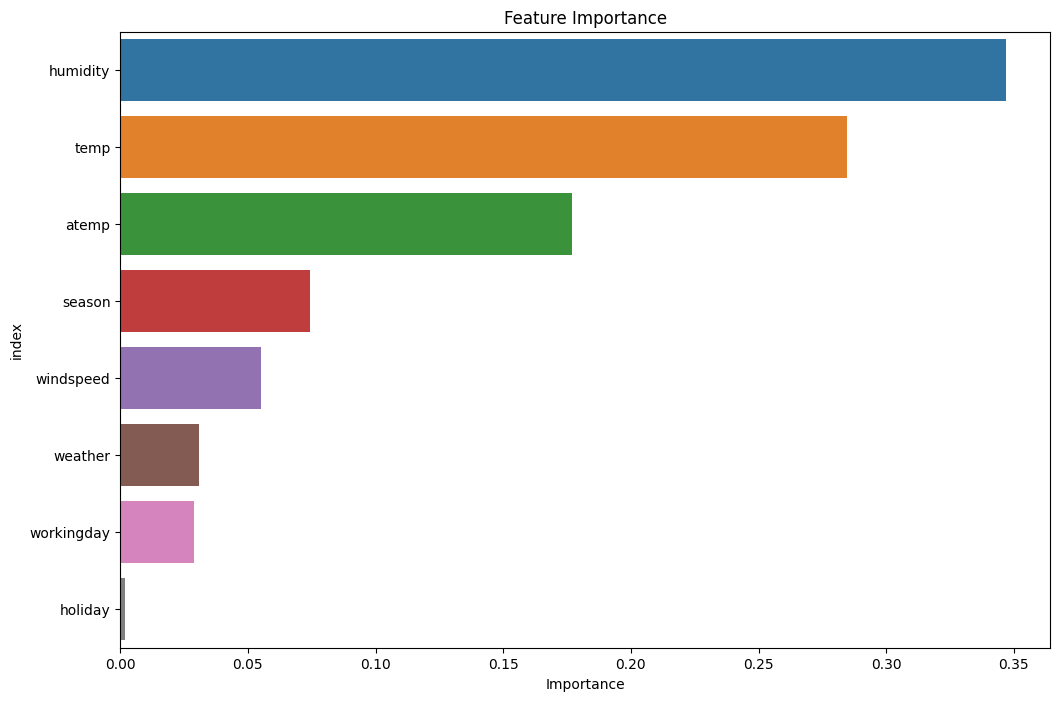 Feature Importance
humidity
temp
atemp
season
windspeed
weather
workingday
holiday
index
0.00 0.05 0.10 0.15 0.20 0.25 0.30 0.35
Importance